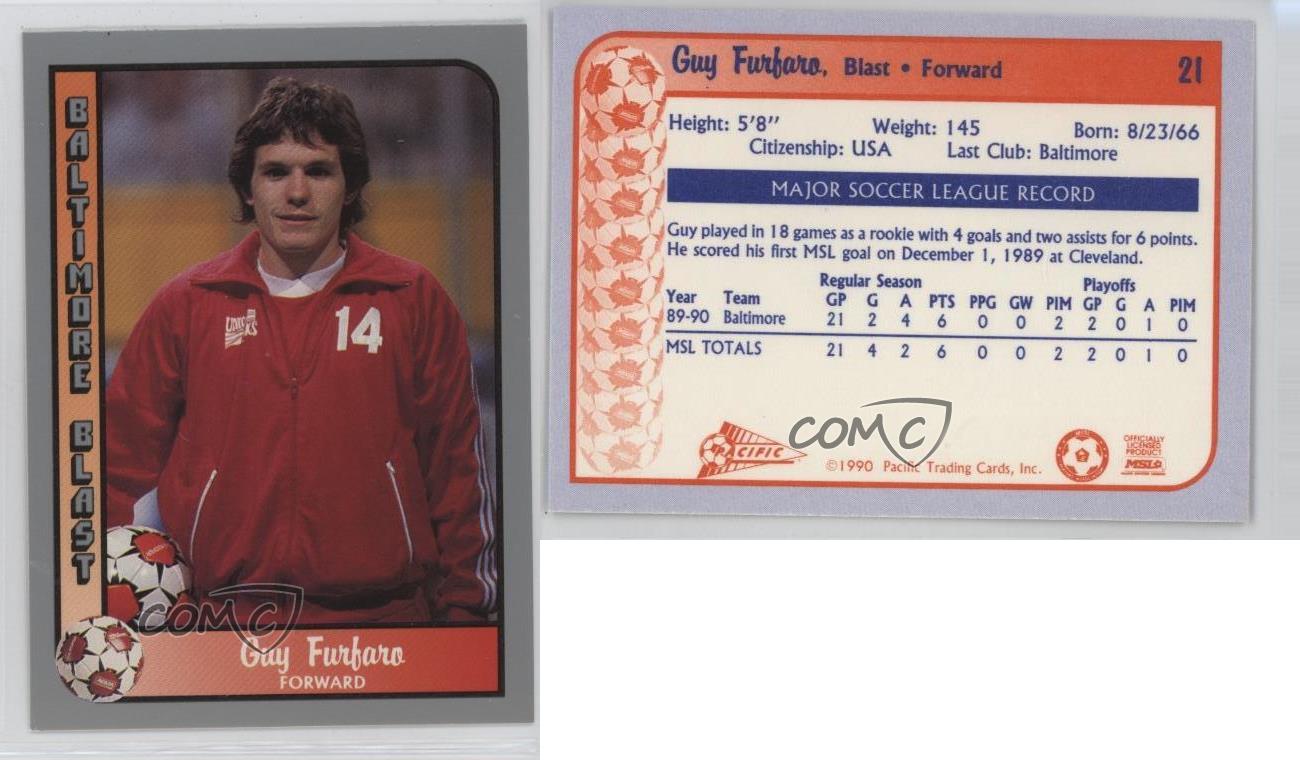 BALTIMORE BLAST
14
COMC
Guy Furfaro
FORWARD
Guy Furfaro, Blast • Forward 21
Height: 5'8" Weight: 145 Born: 8/23/66
Citizenship: USA Last Club: Baltimore
MAJOR SOCCER LEAGUE RECORD
Guy played in 18 games as a rookie with 4 goals and two assists for 6 points.
He scored his first MSL goal on December 1, 1989 at Cleveland.
Regular Season Playoffs
Year Team GP G A PTS PPG GW PIM GP G A PIM
89-90 Baltimore 21 2 4 6 0 0 2 2 0 1 0
MSL TOTALS 21 4 2 6 0 0 2 2 0 1 0
COMC
PACIFIC
©1990 Pacific Trading Cards, Inc.
OFFICIALLY
LICENSED
PRODUCT
MSL